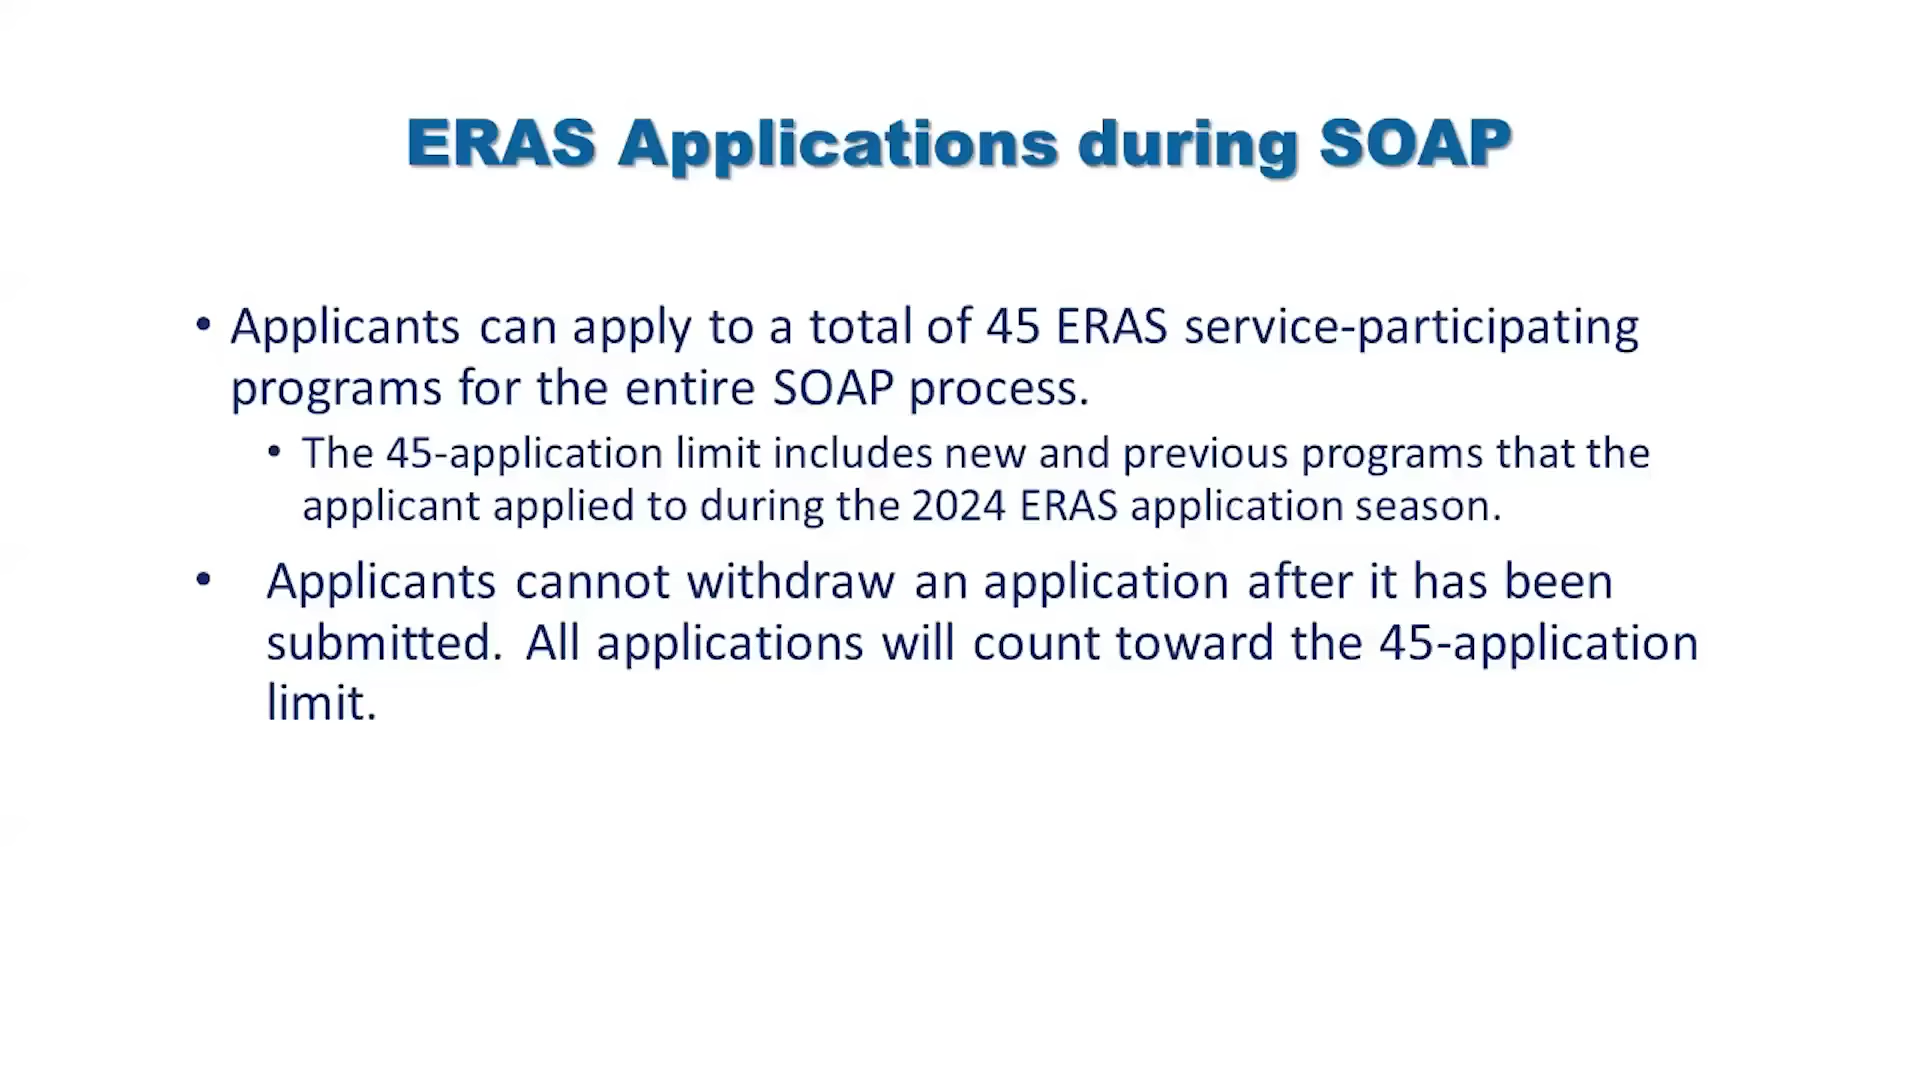 ERAS Applications during SOAP
• Applicants can apply to a total of 45 ERAS service-participating
programs for the entire SOAP process.
• The 45-application limit includes new and previous programs that the
applicant applied to during the 2024 ERAS application season.
• Applicants cannot withdraw an application after it has been
submitted. All applications will count toward the 45-application
limit.